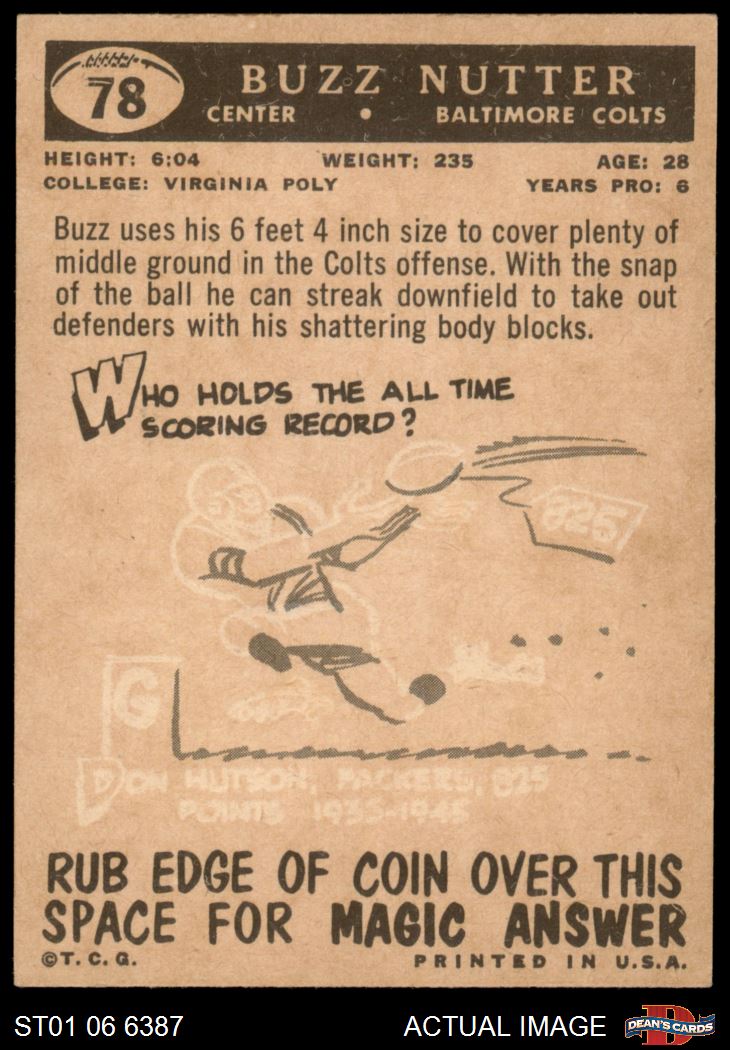 78
BUZZ NUTTER
CENTER • BALTIMORE COLTS
HEIGHT: 6:04 WEIGHT: 235 AGE: 28
COLLEGE: VIRGINIA POLY YEARS PRO: 6
Buzz uses his 6 feet 4 inch size to cover plenty of
middle ground in the Colts offense. With the snap
of the ball he can streak downfield to take out
defenders with his shattering body blocks.
WHO HOLDS THE ALL TIME
SCORING RECORD?
825
G
DON HUTSON, PACKERS, 825
POINTS 1935-1945
RUB EDGE OF COIN OVER THIS
SPACE FOR MAGIC ANSWER
©T.C.G. PRINTED IN U.S.A.
ST01 06 6387 ACTUAL IMAGE DEAN'S CARDS